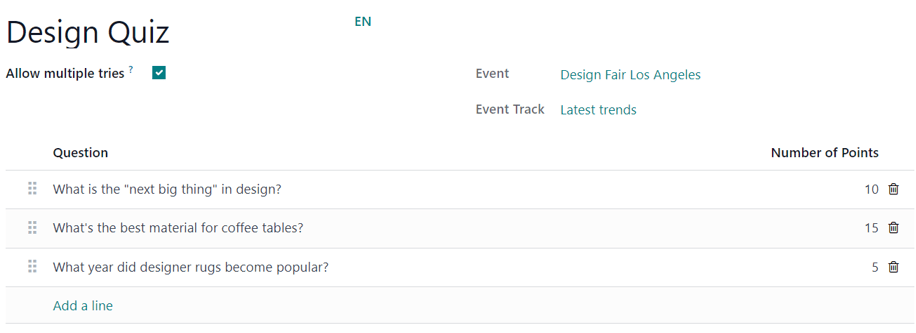 Design Quiz
EN
Allow multiple tries ?
Event Design Fair Los Angeles
Event Track Latest trends
Question Number of Points
What is the "next big thing" in design? 10
What's the best material for coffee tables? 15
What year did designer rugs become popular? 5
Add a line